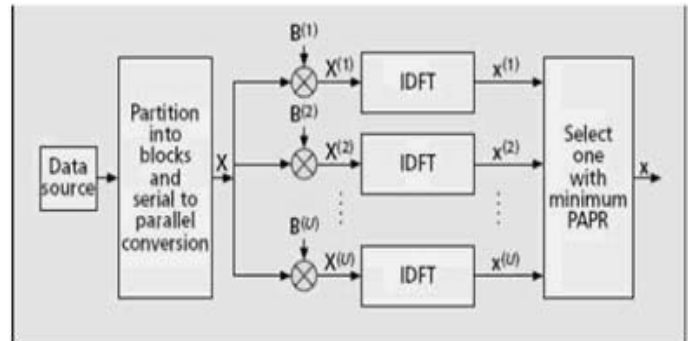 Data
source
Partition
into
blocks
and
serial to
parallel
conversion
X
B(1)
X(1)
IDFT
x(1)
B(2)
X(2)
IDFT
x(2)
B(U)
X(U)
IDFT
x(U)
Select
one
with
minimum
PAPR
x